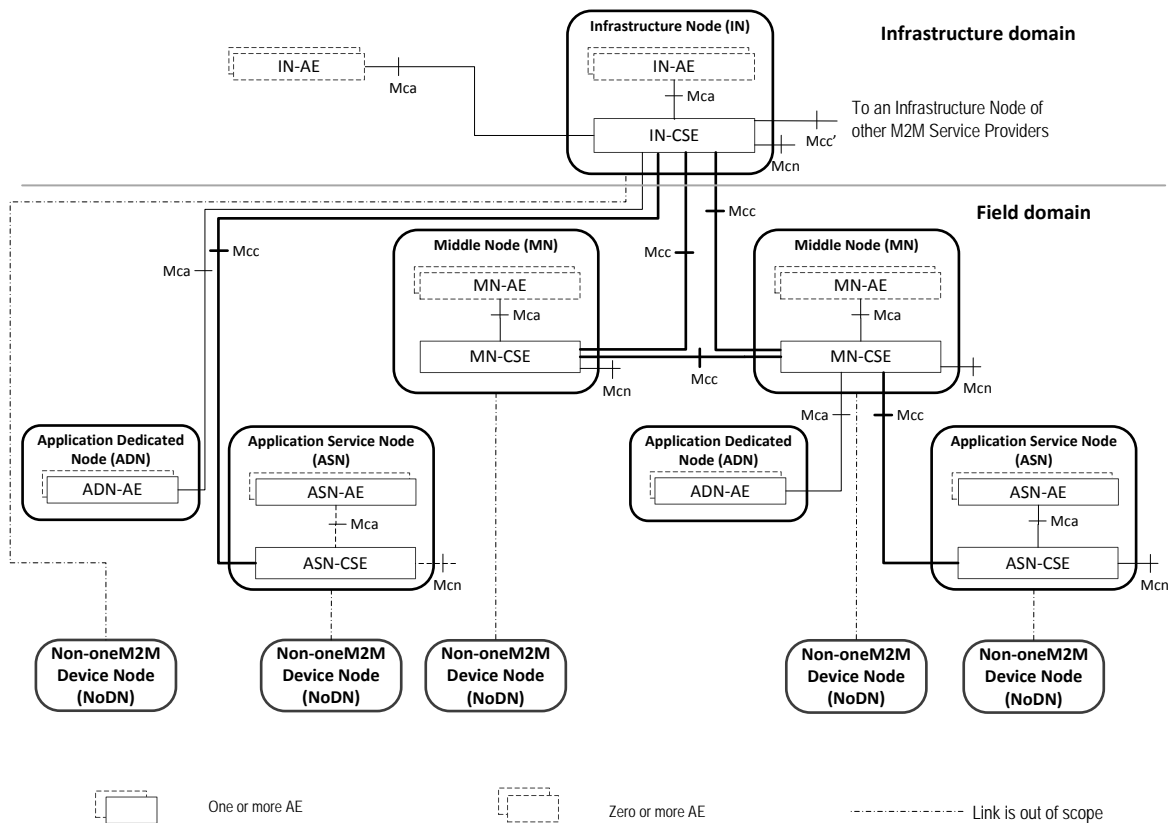 Infrastructure Node (IN)
Infrastructure domain
IN-AE
IN-AE
Mca
Mca
To an Infrastructure Node of
other M2M Service Providers
IN-CSE
Mcc'
Mcn
Field domain
Mcc
Mcc
Mcc
Mca
Middle Node (MN)
MN-AE
Mca
MN-CSE
Mcn
Mcc
Middle Node (MN)
MN-AE
Mca
MN-CSE
Mcn
Mca
Mcc
Application Dedicated
Node (ADN)
ADN-AE
Application Service Node
(ASN)
ASN-AE
Mca
ASN-CSE
Mcn
Application Dedicated
Node (ADN)
ADN-AE
Application Service Node
(ASN)
ASN-AE
Mca
ASN-CSE
Mcn
Non-oneM2M
Device Node
(NoDN)
Non-oneM2M
Device Node
(NoDN)
Non-oneM2M
Device Node
(NoDN)
Non-oneM2M
Device Node
(NoDN)
Non-oneM2M
Device Node
(NoDN)
One or more AE
Zero or more AE
Link is out of scope